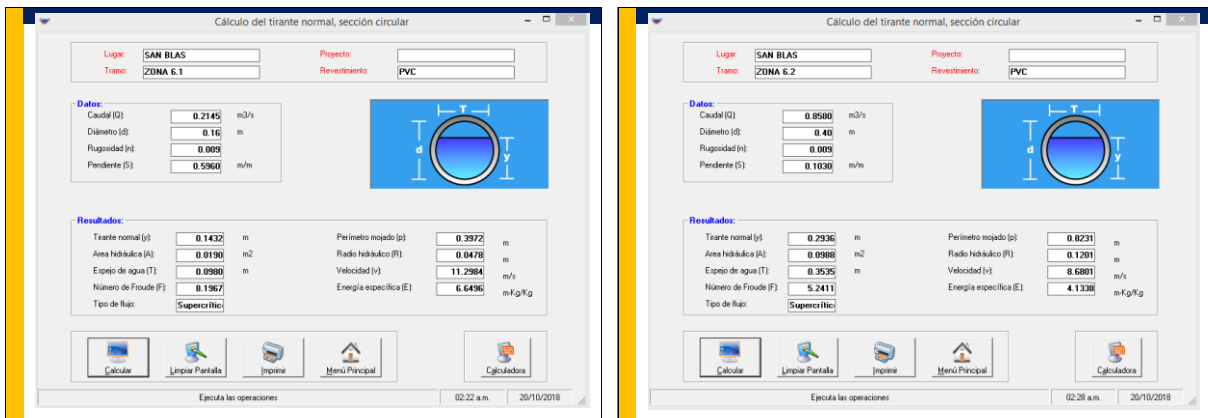 Cálculo del tirante normal, sección circular
Lugar: SAN BLAS Proyecto:
Tramo: ZONA 6.1 Revestimiento: PVC
Datos:
Caudal (Q): 0.2145 m3/s
Diámetro (d): 0.16 m
Rugosidad (n): 0.009
Pendiente (S): 0.5960 m/m
T
d
y
Resultados:
Tirante normal (y): 0.1432 m Perímetro mojado (p): 0.3972 m
Area hidráulica (A): 0.0190 m2 Radio hidráulico (R): 0.0478 m
Espejo de agua (T): 0.0980 m Velocidad (v): 11.2984 m/s
Número de Froude (F): 8.1967 Energía específica (E): 6.6496 m-Kg/Kg
Tipo de flujo: Supercrític
Calcular Limpiar Pantalla Imprimir Menú Principal Calculadora
Ejecuta las operaciones 02:22 a.m. 20/10/2018
Cálculo del tirante normal, sección circular
Lugar: SAN BLAS Proyecto:
Tramo: ZONA 6.2 Revestimiento: PVC
Datos:
Caudal (Q): 0.8580 m3/s
Diámetro (d): 0.40 m
Rugosidad (n): 0.009
Pendiente (S): 0.1030 m/m
T
d
y
Resultados:
Tirante normal (y): 0.2936 m Perímetro mojado (p): 0.8231 m
Area hidráulica (A): 0.0988 m2 Radio hidráulico (R): 0.1201 m
Espejo de agua (T): 0.3535 m Velocidad (v): 8.6801 m/s
Número de Froude (F): 5.2411 Energía específica (E): 4.1338 m-Kg/Kg
Tipo de flujo: Supercrític
Calcular Limpiar Pantalla Imprimir Menú Principal Calculadora
Ejecuta las operaciones 02:28 a.m. 20/10/2018